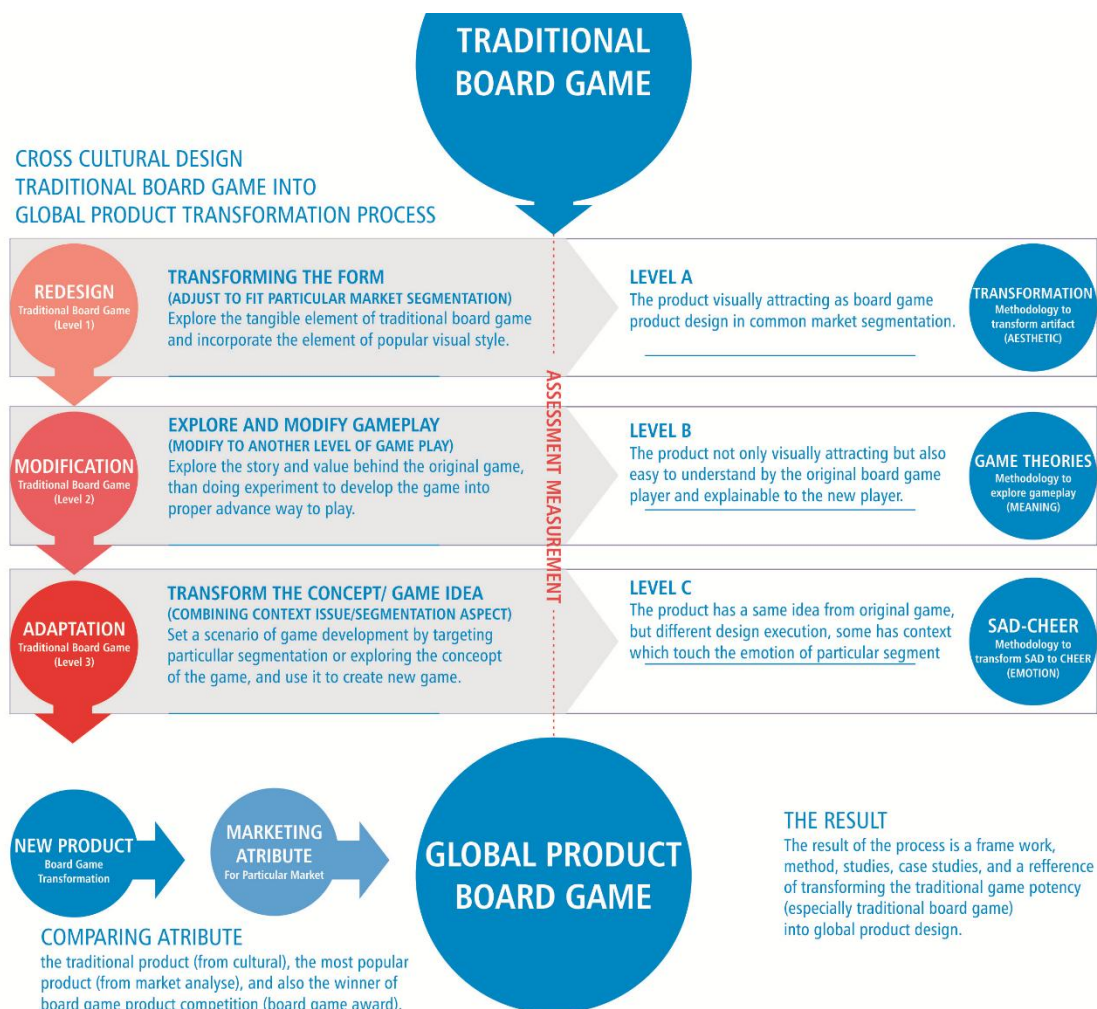 TRADITIONAL
BOARD GAME
CROSS CULTURAL DESIGN
TRADITIONAL BOARD GAME INTO
GLOBAL PRODUCT TRANSFORMATION PROCESS
REDESIGN
Traditional Board Game
(Level 1)
TRANSFORMING THE FORM
(ADJUST TO FIT PARTICULAR MARKET SEGMENTATION)
Explore the tangible element of traditional board game
and incorporate the element of popular visual style.
LEVEL A
The product visually attracting as board game
product design in common market segmentation.
TRANSFORMATION
Methodology to
transform artifact
(AESTHETIC)
ASSESSMENT MEASUREMENT
MODIFICATION
Traditional Board Game
(Level 2)
EXPLORE AND MODIFY GAMEPLAY
(MODIFY TO ANOTHER LEVEL OF GAME PLAY)
Explore the story and value behind the original game,
than doing experiment to develop the game into
proper advance way to play.
LEVEL B
The product not only visually attracting but also
easy to understand by the original board game
player and explainable to the new player.
GAME THEORIES
Methodology to
explore gameplay
(MEANING)
ADAPTATION
Traditional Board Game
(Level 3)
TRANSFORM THE CONCEPT/ GAME IDEA
(COMBINING CONTEXT ISSUE/SEGMENTATION ASPECT)
Set a scenario of game development by targeting
particullar segmentation or exploring the conceopt
of the game, and use it to create new game.
LEVEL C
The product has a same idea from original game,
but different design execution, some has context
which touch the emotion of particular segment
SAD-CHEER
Methodology to
transform SAD to CHEER
(EMOTION)
NEW PRODUCT
Board Game
Transformation
MARKETING
ATRIBUTE
For Particular Market
GLOBAL PRODUCT
BOARD GAME
THE RESULT
The result of the process is a frame work,
method, studies, case studies, and a refference
of transforming the traditional game potency
(especially traditional board game)
into global product design.
COMPARING ATRIBUTE
the traditional product (from cultural), the most popular
product (from market analyse), and also the winner of
board game product competition (board game award).